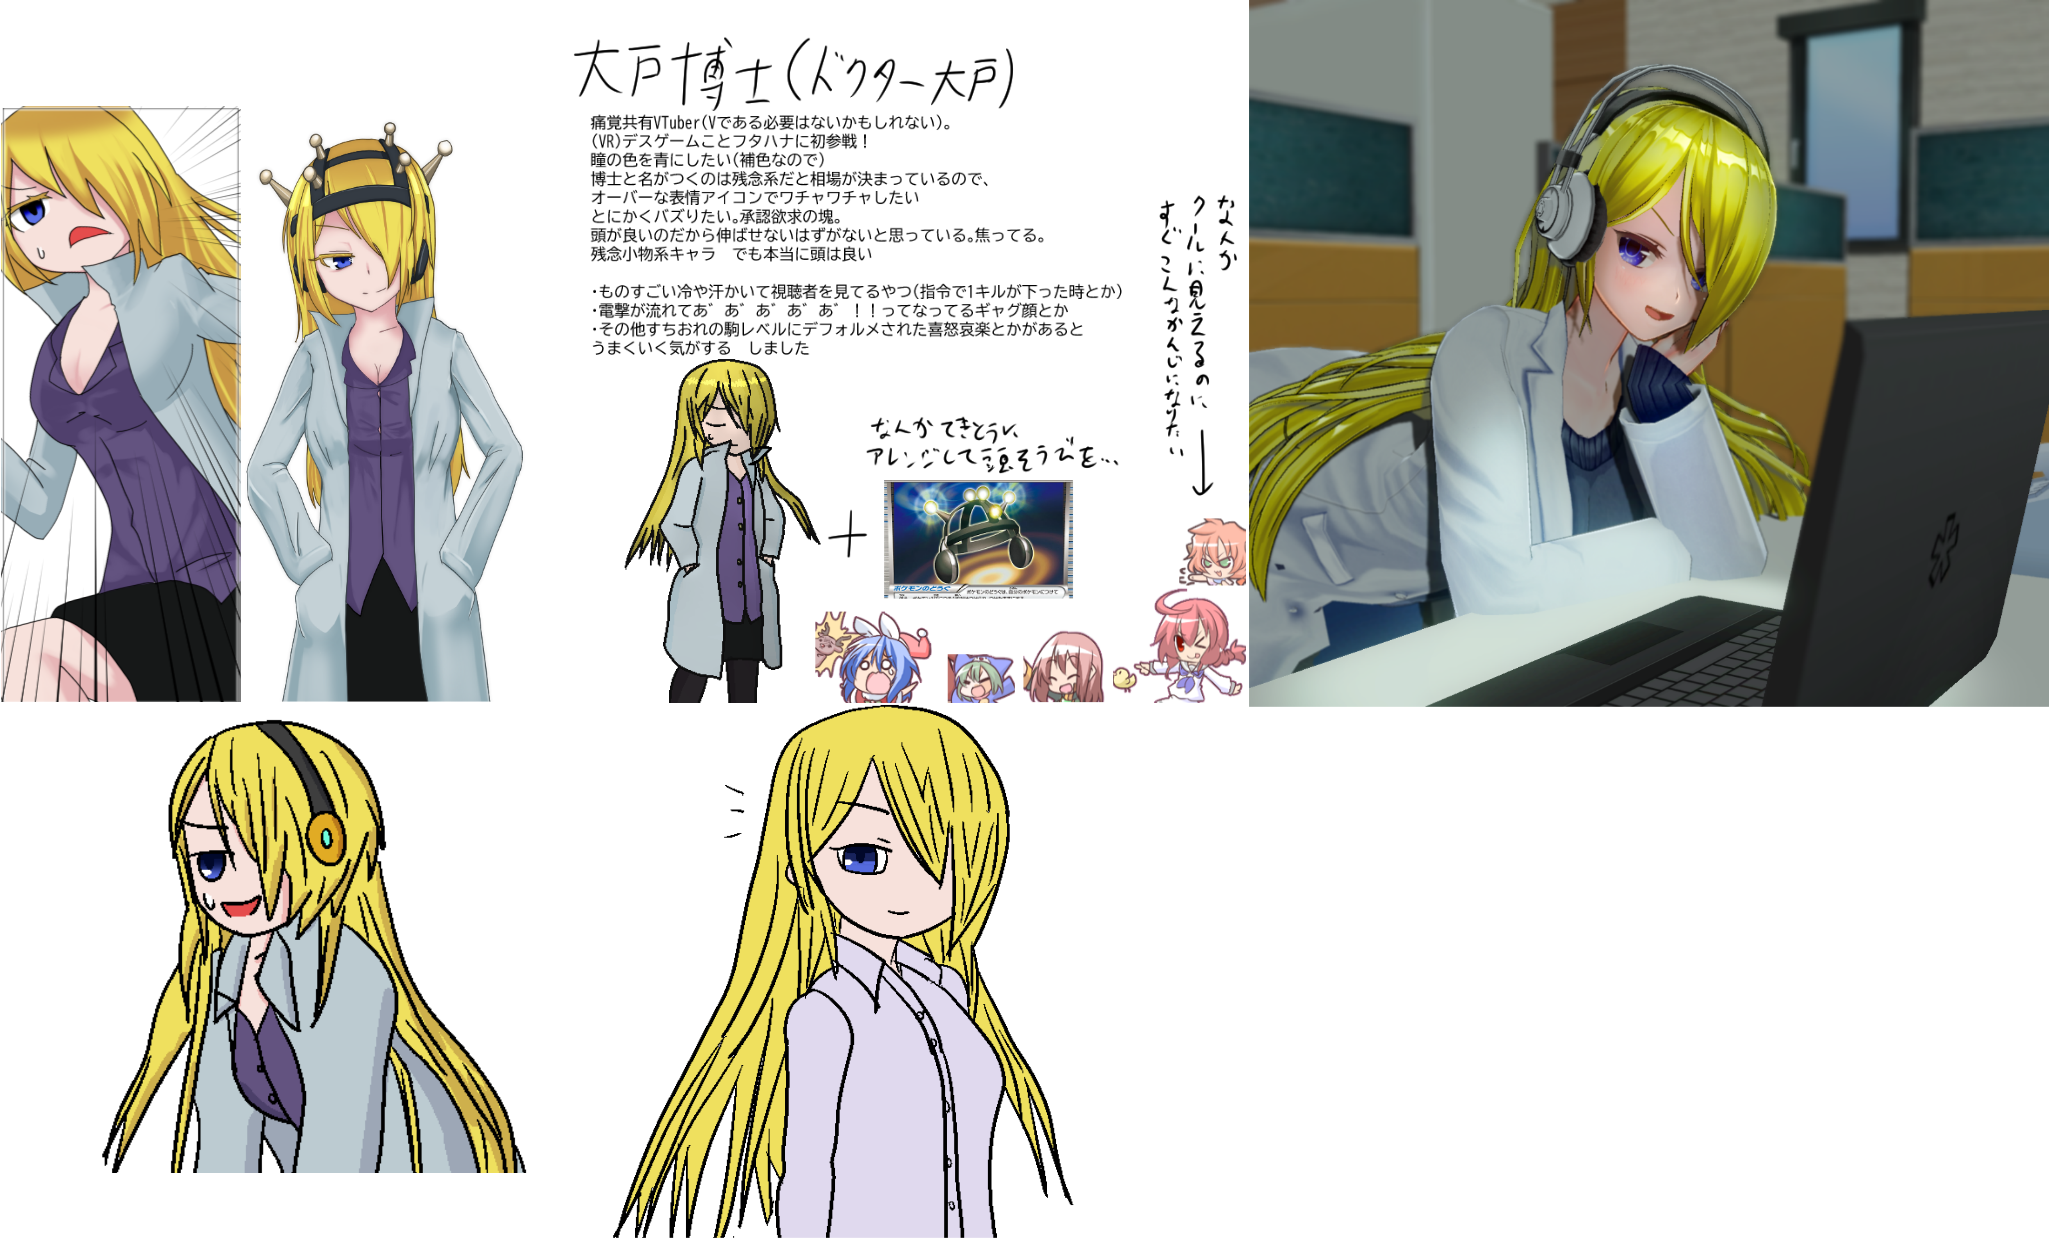 大戸博士(ドクター大戸)
痛覚共有VTuber(Vである必要はないかもしれない)。
(VR)デスゲームことフタハナに初参戦！
瞳の色を青にしたい(補色なので)
博士と名がつくのは残念系だと相場が決まっているので、
オーバーな表情アイコンでワチャワチャしたい
とにかくバズりたい。承認欲求の塊。
頭が良いのだから伸ばせないはずがないと思っている。焦ってる。
残念小物系キャラ　でも本当に頭は良い
・ものすごい冷や汗かいて視聴者を見てるやつ(指令で1キルが下った時とか)
・電撃が流れてあ゛あ゛あ゛あ゛あ゛！！ってなってるギャグ顔とか
・その他すちおれの駒レベルにデフォルメされた喜怒哀楽とかがあると
うまくいく気がする　しました
なんか
クールに見えるのに
すぐこんなかんじになりたい
なんかてきとうに
アレンジして頭そうびを…
ポケモンのどうぐ